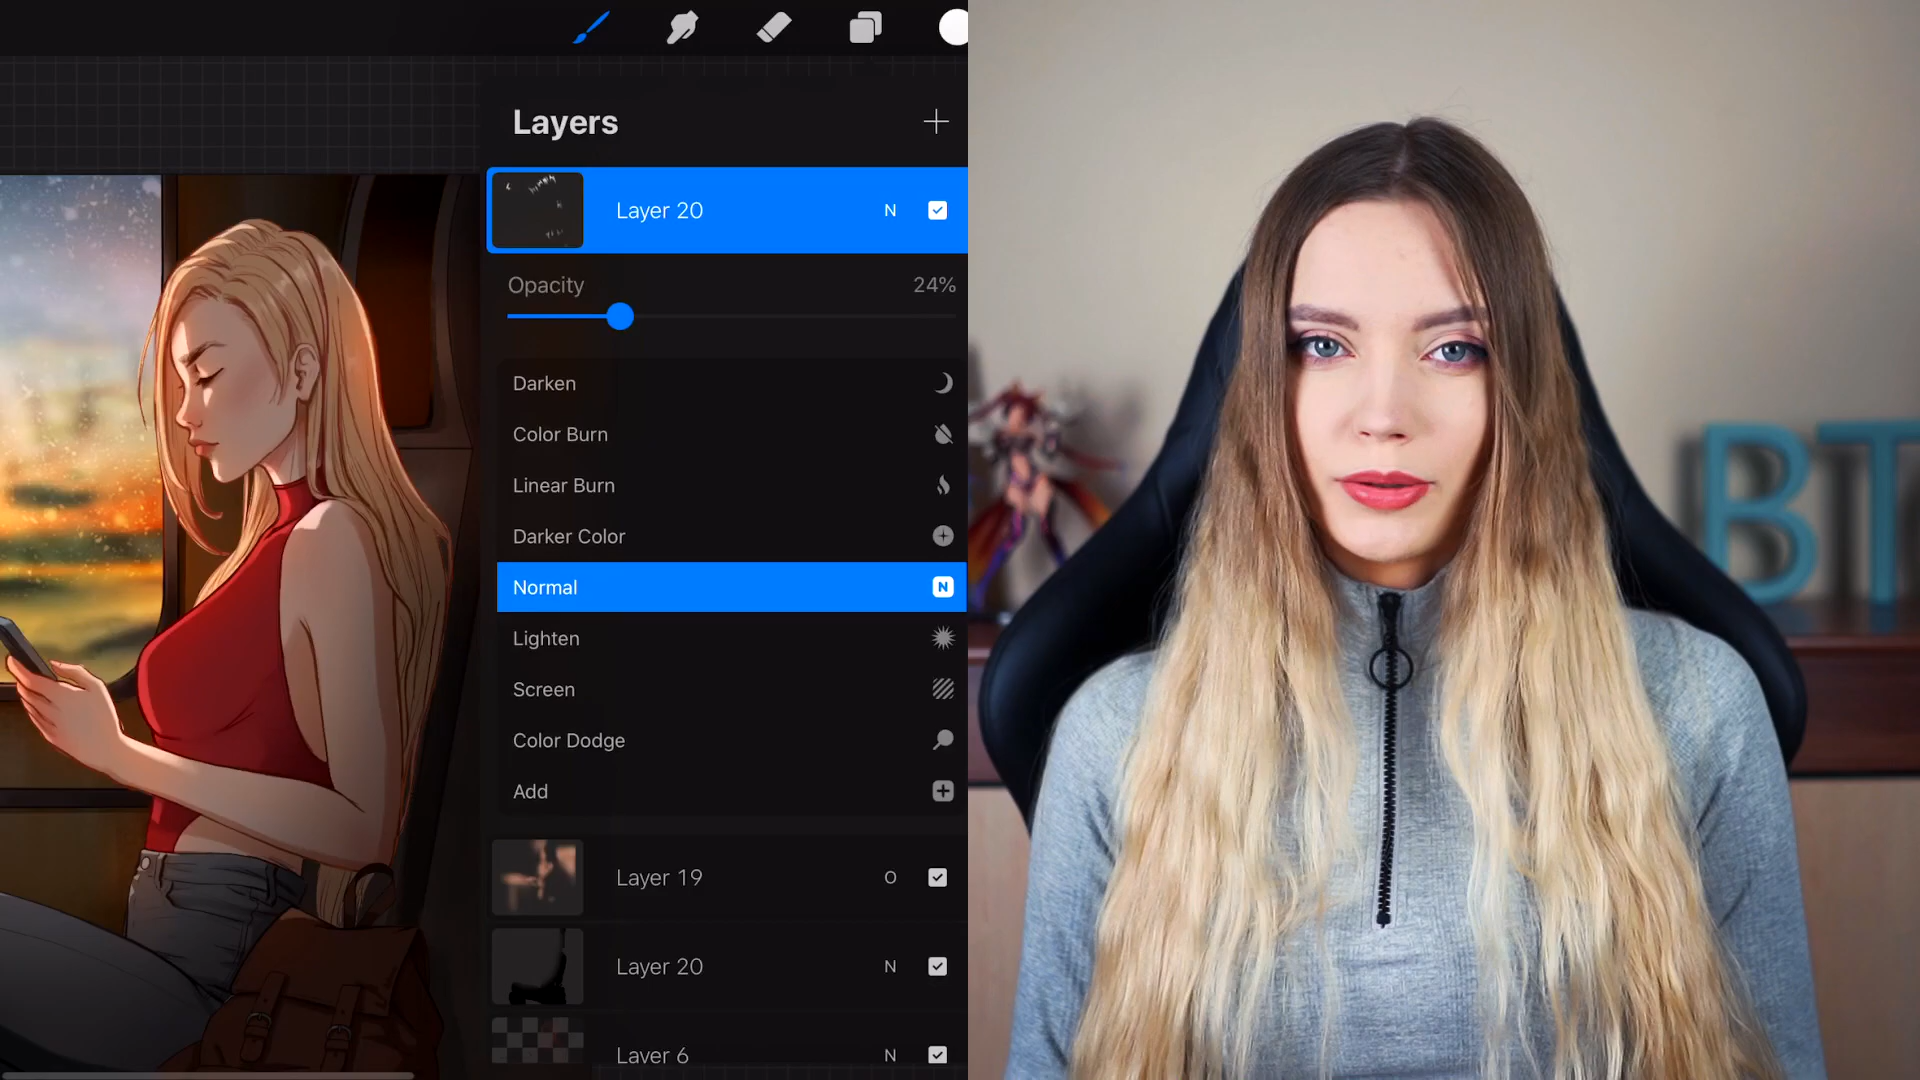 Layers
Layer 20 N
Opacity 24%
Darken
Color Burn
Linear Burn
Darker Color
Normal N
Lighten
Screen
Color Dodge
Add
Layer 19 O
Layer 20 N
Layer 6 N
BT